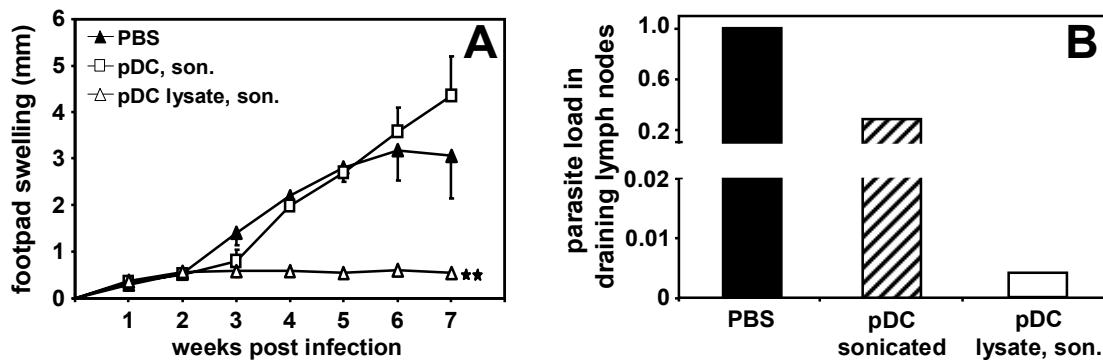 A
footpad swelling (mm)
6
5
4
3
2
1
0
PBS
pDC, son.
pDC lysate, son.
★★
1 2 3 4 5 6 7
weeks post infection
B
parasite load in
draining lymph nodes
1.0
0.6
0.2
0.02
0.01
0
PBS
pDC
sonicated
pDC
lysate, son.